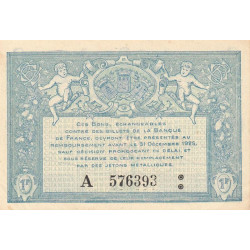 CES BONS, ÉCHANGEABLES
CONTRE DES BILLETS DE LA BANQUE
DE FRANCE, DEVRONT ÊTRE PRÉSENTÉS AU
REMBOURSEMENT AVANT LE 31 DÉCEMBRE 1925,
SAUF DÉCISION PROROGEANT CE DÉLAI, ET
SOUS RÉSERVE DE LEUR REMPLACEMENT
PAR DES JETONS MÉTALLIQUES.
A 576393
1F 1F